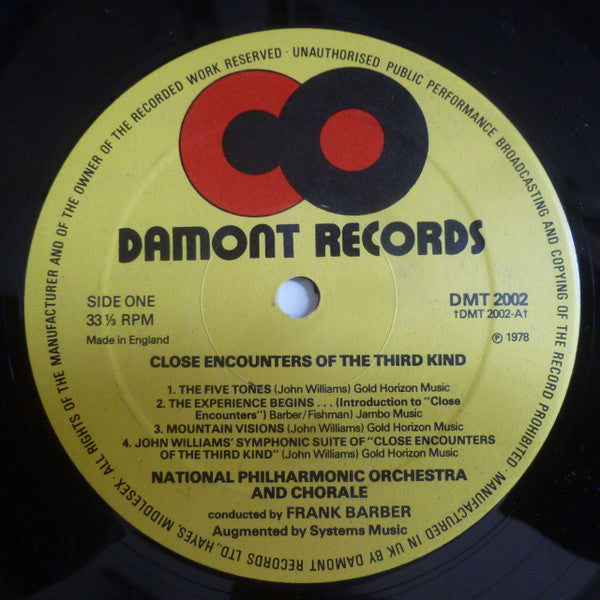 ALL RIGHTS OF THE MANUFACTURER AND OF THE OWNER OF THE RECORDED WORK RESERVED · UNAUTHORISED PUBLIC PERFORMANCE BROADCASTING AND COPYING OF THE RECORD PROHIBITED
DAMONT RECORDS
SIDE ONE
33 ⅓ RPM
Made in England
DMT 2002
†DMT 2002-A†
℗ 1978
CLOSE ENCOUNTERS OF THE THIRD KIND
1. THE FIVE TONES (John Williams) Gold Horizon Music
2. THE EXPERIENCE BEGINS . . . (Introduction to "Close
Encounters") Barber/Fishman) Jambo Music
3. MOUNTAIN VISIONS (John Williams) Gold Horizon Music
4. JOHN WILLIAMS' SYMPHONIC SUITE OF "CLOSE ENCOUNTERS
OF THE THIRD KIND" (John Williams) Gold Horizon Music
NATIONAL PHILHARMONIC ORCHESTRA
AND CHORALE
conducted by FRANK BARBER
Augmented by Systems Music
MANUFACTURED IN UK BY DAMONT RECORDS LTD., HAYES, MIDDLESEX.